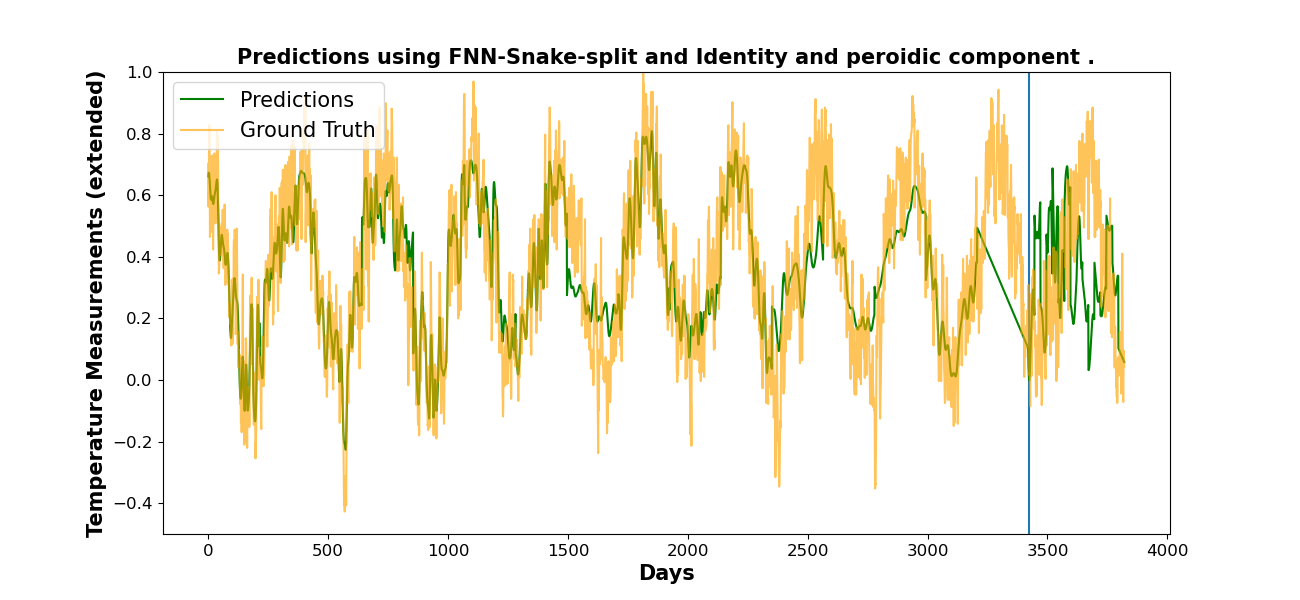 Predictions using FNN-Snake-split and Identity and peroidic component .
Temperature Measurements (extended)
1.0
0.8
0.6
0.4
0.2
0.0
−0.2
−0.4
Predictions
Ground Truth
0 500 1000 1500 2000 2500 3000 3500 4000
Days